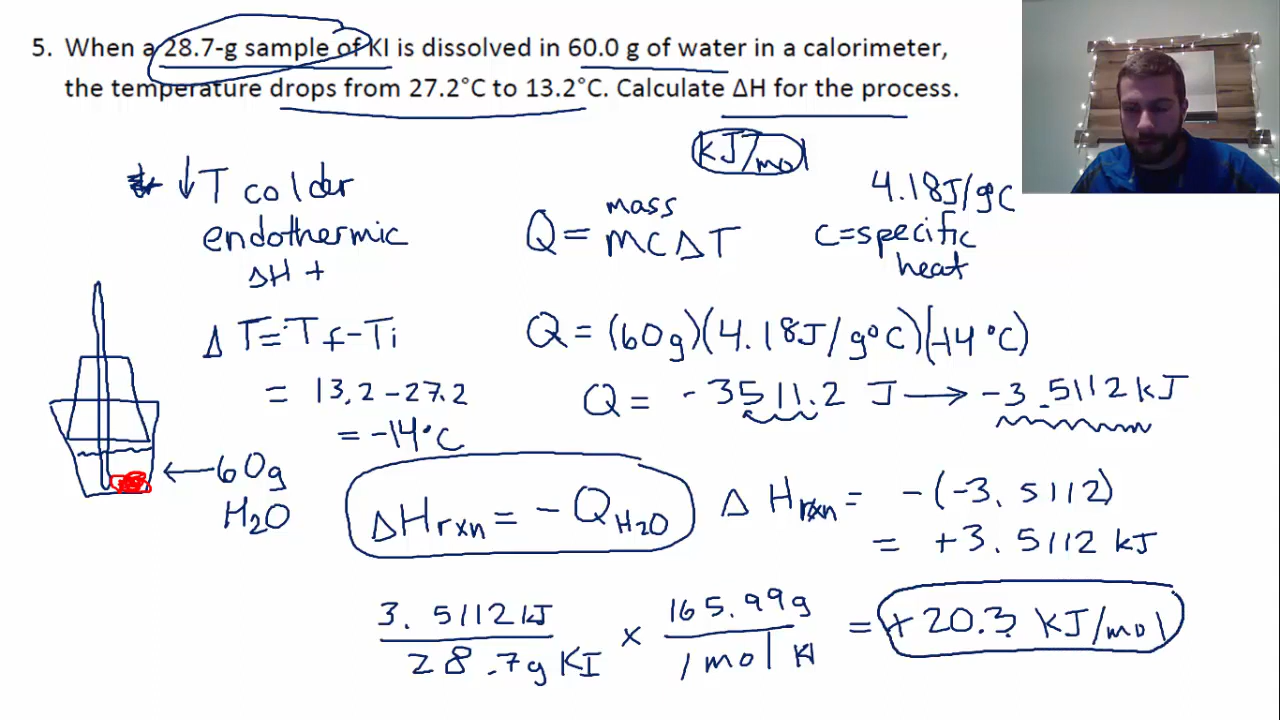 5. When a 28.7-g sample of KI is dissolved in 60.0 g of water in a calorimeter,
the temperature drops from 27.2°C to 13.2°C. Calculate ΔH for the process.
kJ/mol
↓T colder
endothermic
ΔH +
mass
Q = mCΔT
4.18J/g°C
C=specific
heat
ΔT = Tf-Ti
= 13.2-27.2
= -14°C
Q = (60g)(4.18J/g°C)(-14°C)
Q = -3511.2 J → -3.5112kJ
←60g
H2O
ΔHrxn = -QH2O
ΔHrxn = -(-3.5112)
= +3.5112 kJ
3.5112kJ
28.7g KI
×
165.99g
1 mol KI
= +20.3 kJ/mol